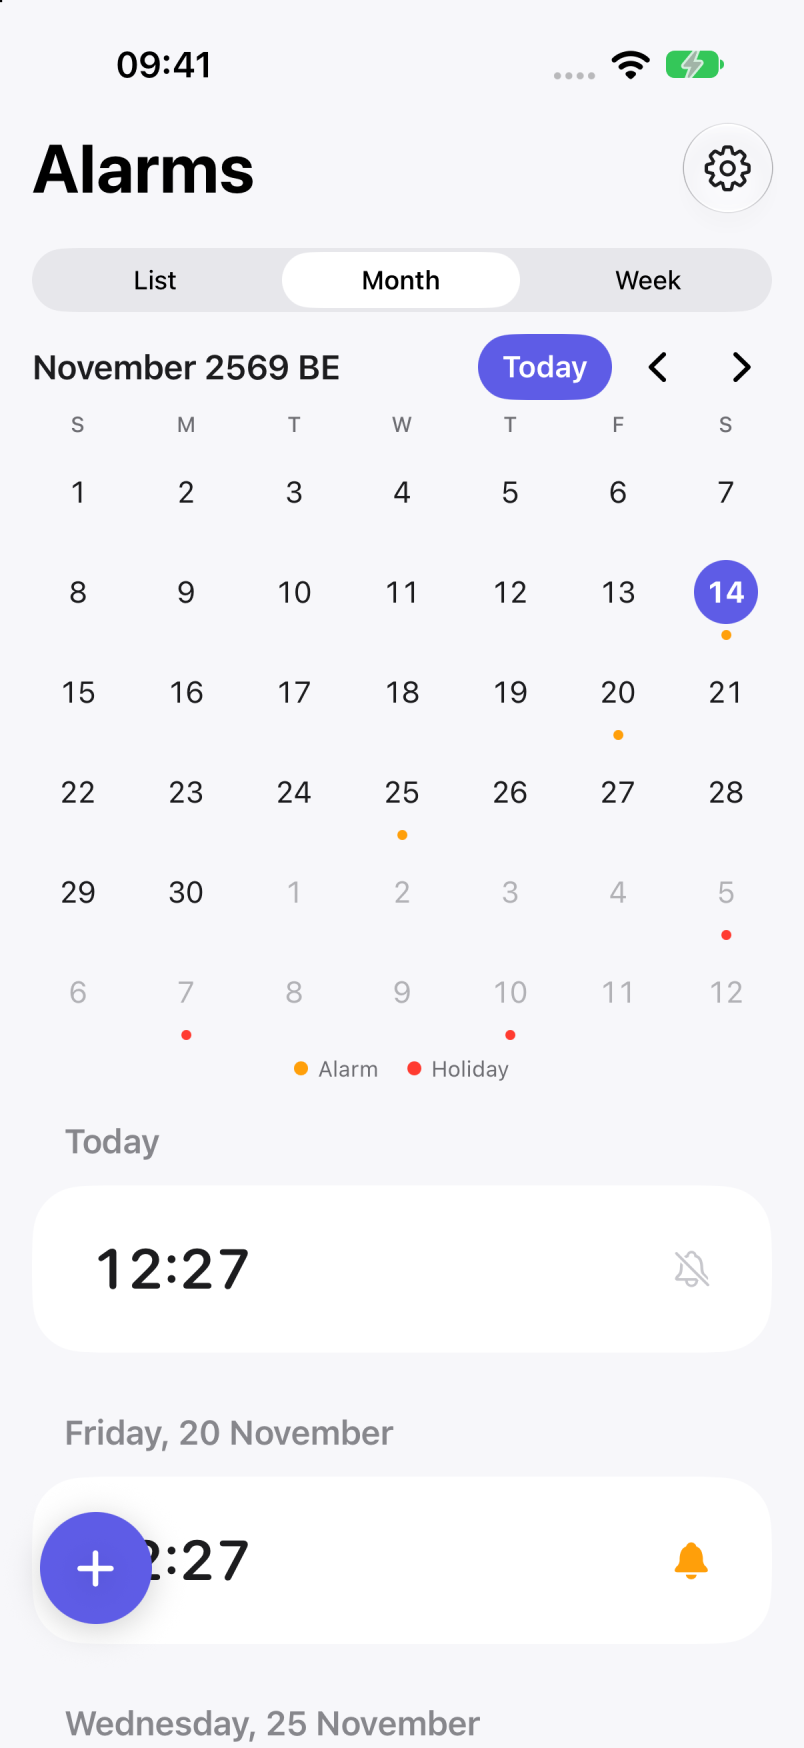 09:41
Alarms
List Month Week
November 2569 BE Today
S M T W T F S
1 2 3 4 5 6 7
8 9 10 11 12 13 14
15 16 17 18 19 20 21
22 23 24 25 26 27 28
29 30 1 2 3 4 5
6 7 8 9 10 11 12
Alarm Holiday
Today
12:27
Friday, 20 November
2:27
Wednesday, 25 November